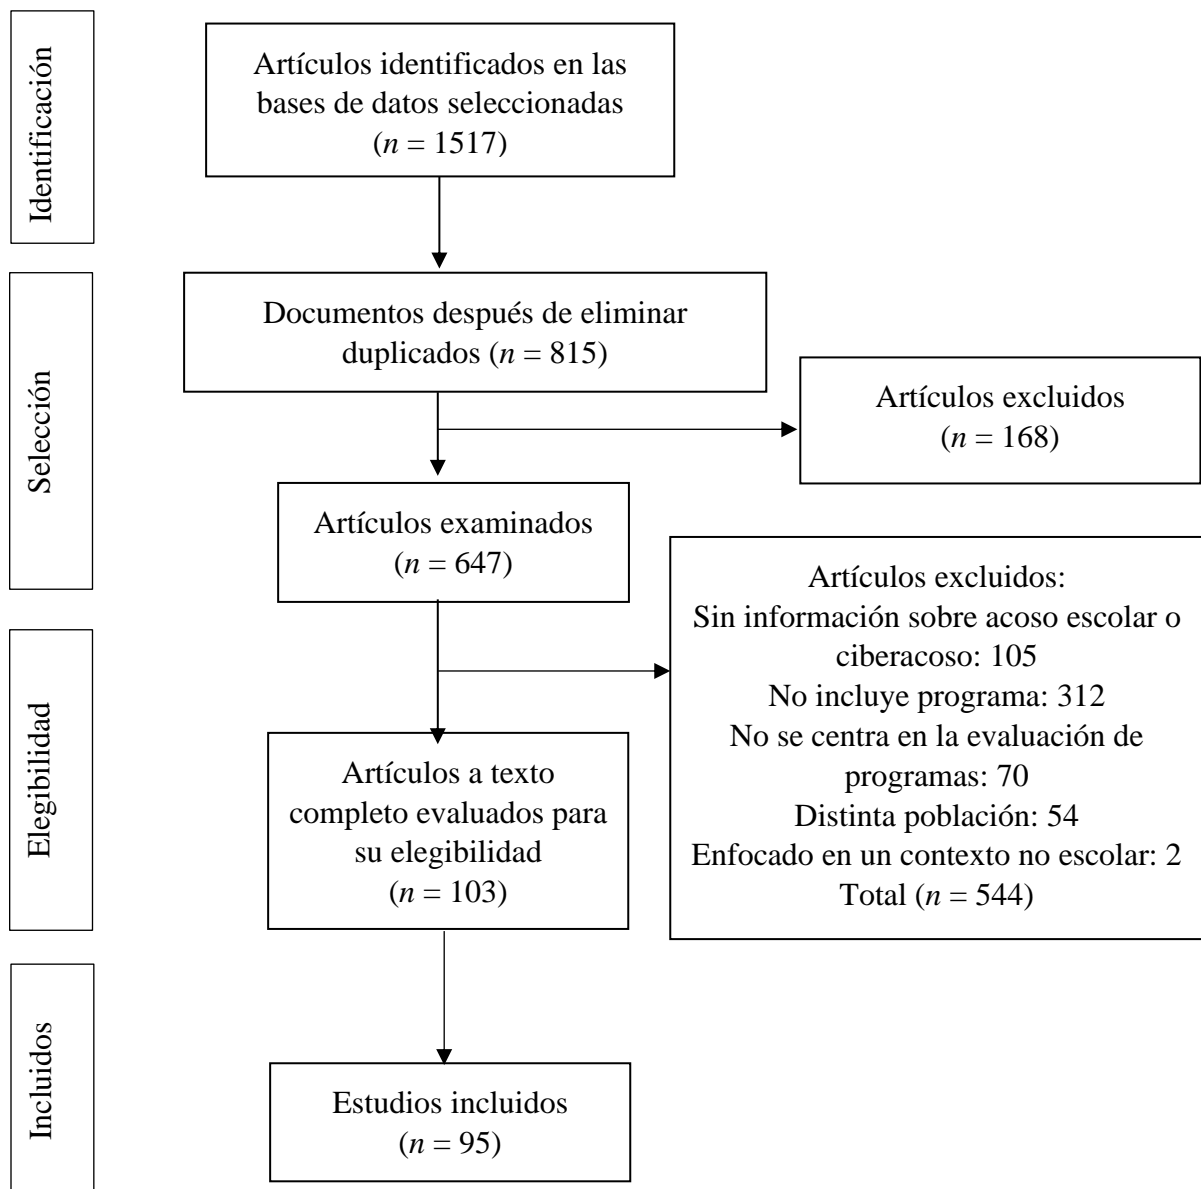 Identificación
Artículos identificados en las
bases de datos seleccionadas
(n = 1517)
Selección
Documentos después de eliminar
duplicados (n = 815)
Artículos excluidos
(n = 168)
Artículos examinados
(n = 647)
Elegibilidad
Artículos excluidos:
Sin información sobre acoso escolar o
ciberacoso: 105
No incluye programa: 312
No se centra en la evaluación de
programas: 70
Distinta población: 54
Enfocado en un contexto no escolar: 2
Total (n = 544)
Artículos a texto
completo evaluados para
su elegibilidad
(n = 103)
Incluidos
Estudios incluidos
(n = 95)